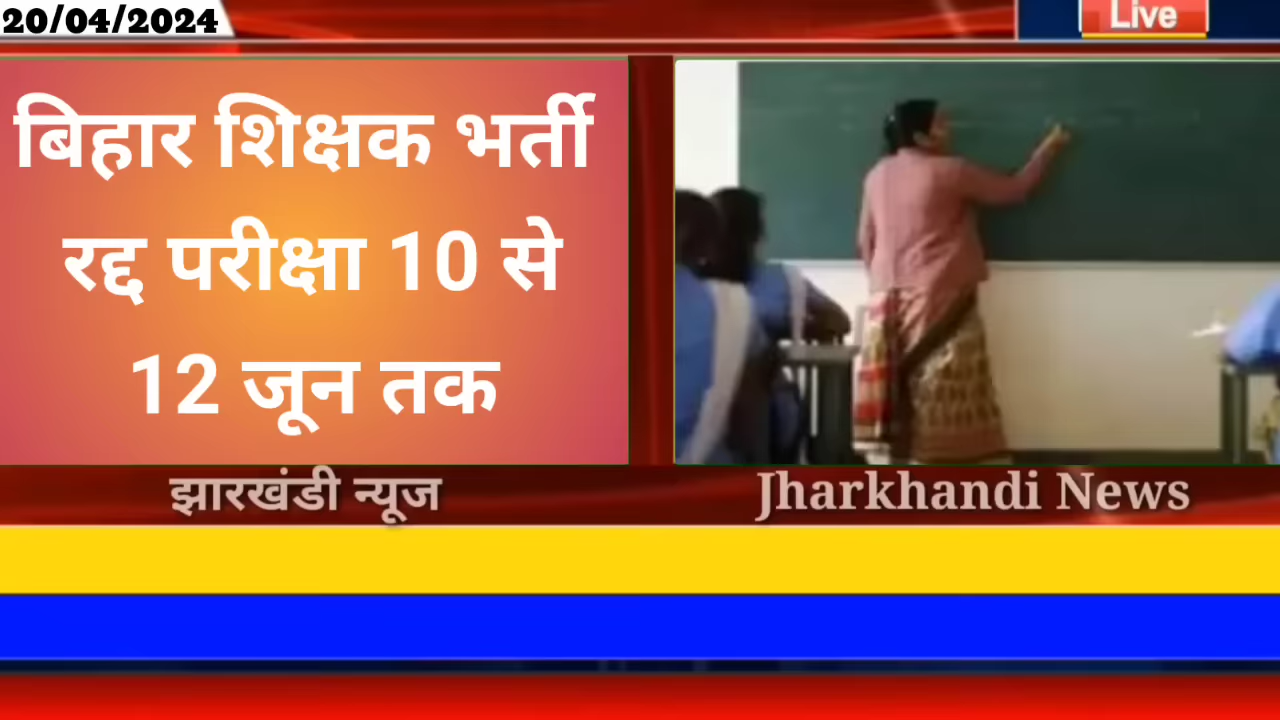 20/04/2024
Live
बिहार शिक्षक भर्ती
रद्द परीक्षा 10 से
12 जून तक
झारखंडी न्यूज
Jharkhandi News